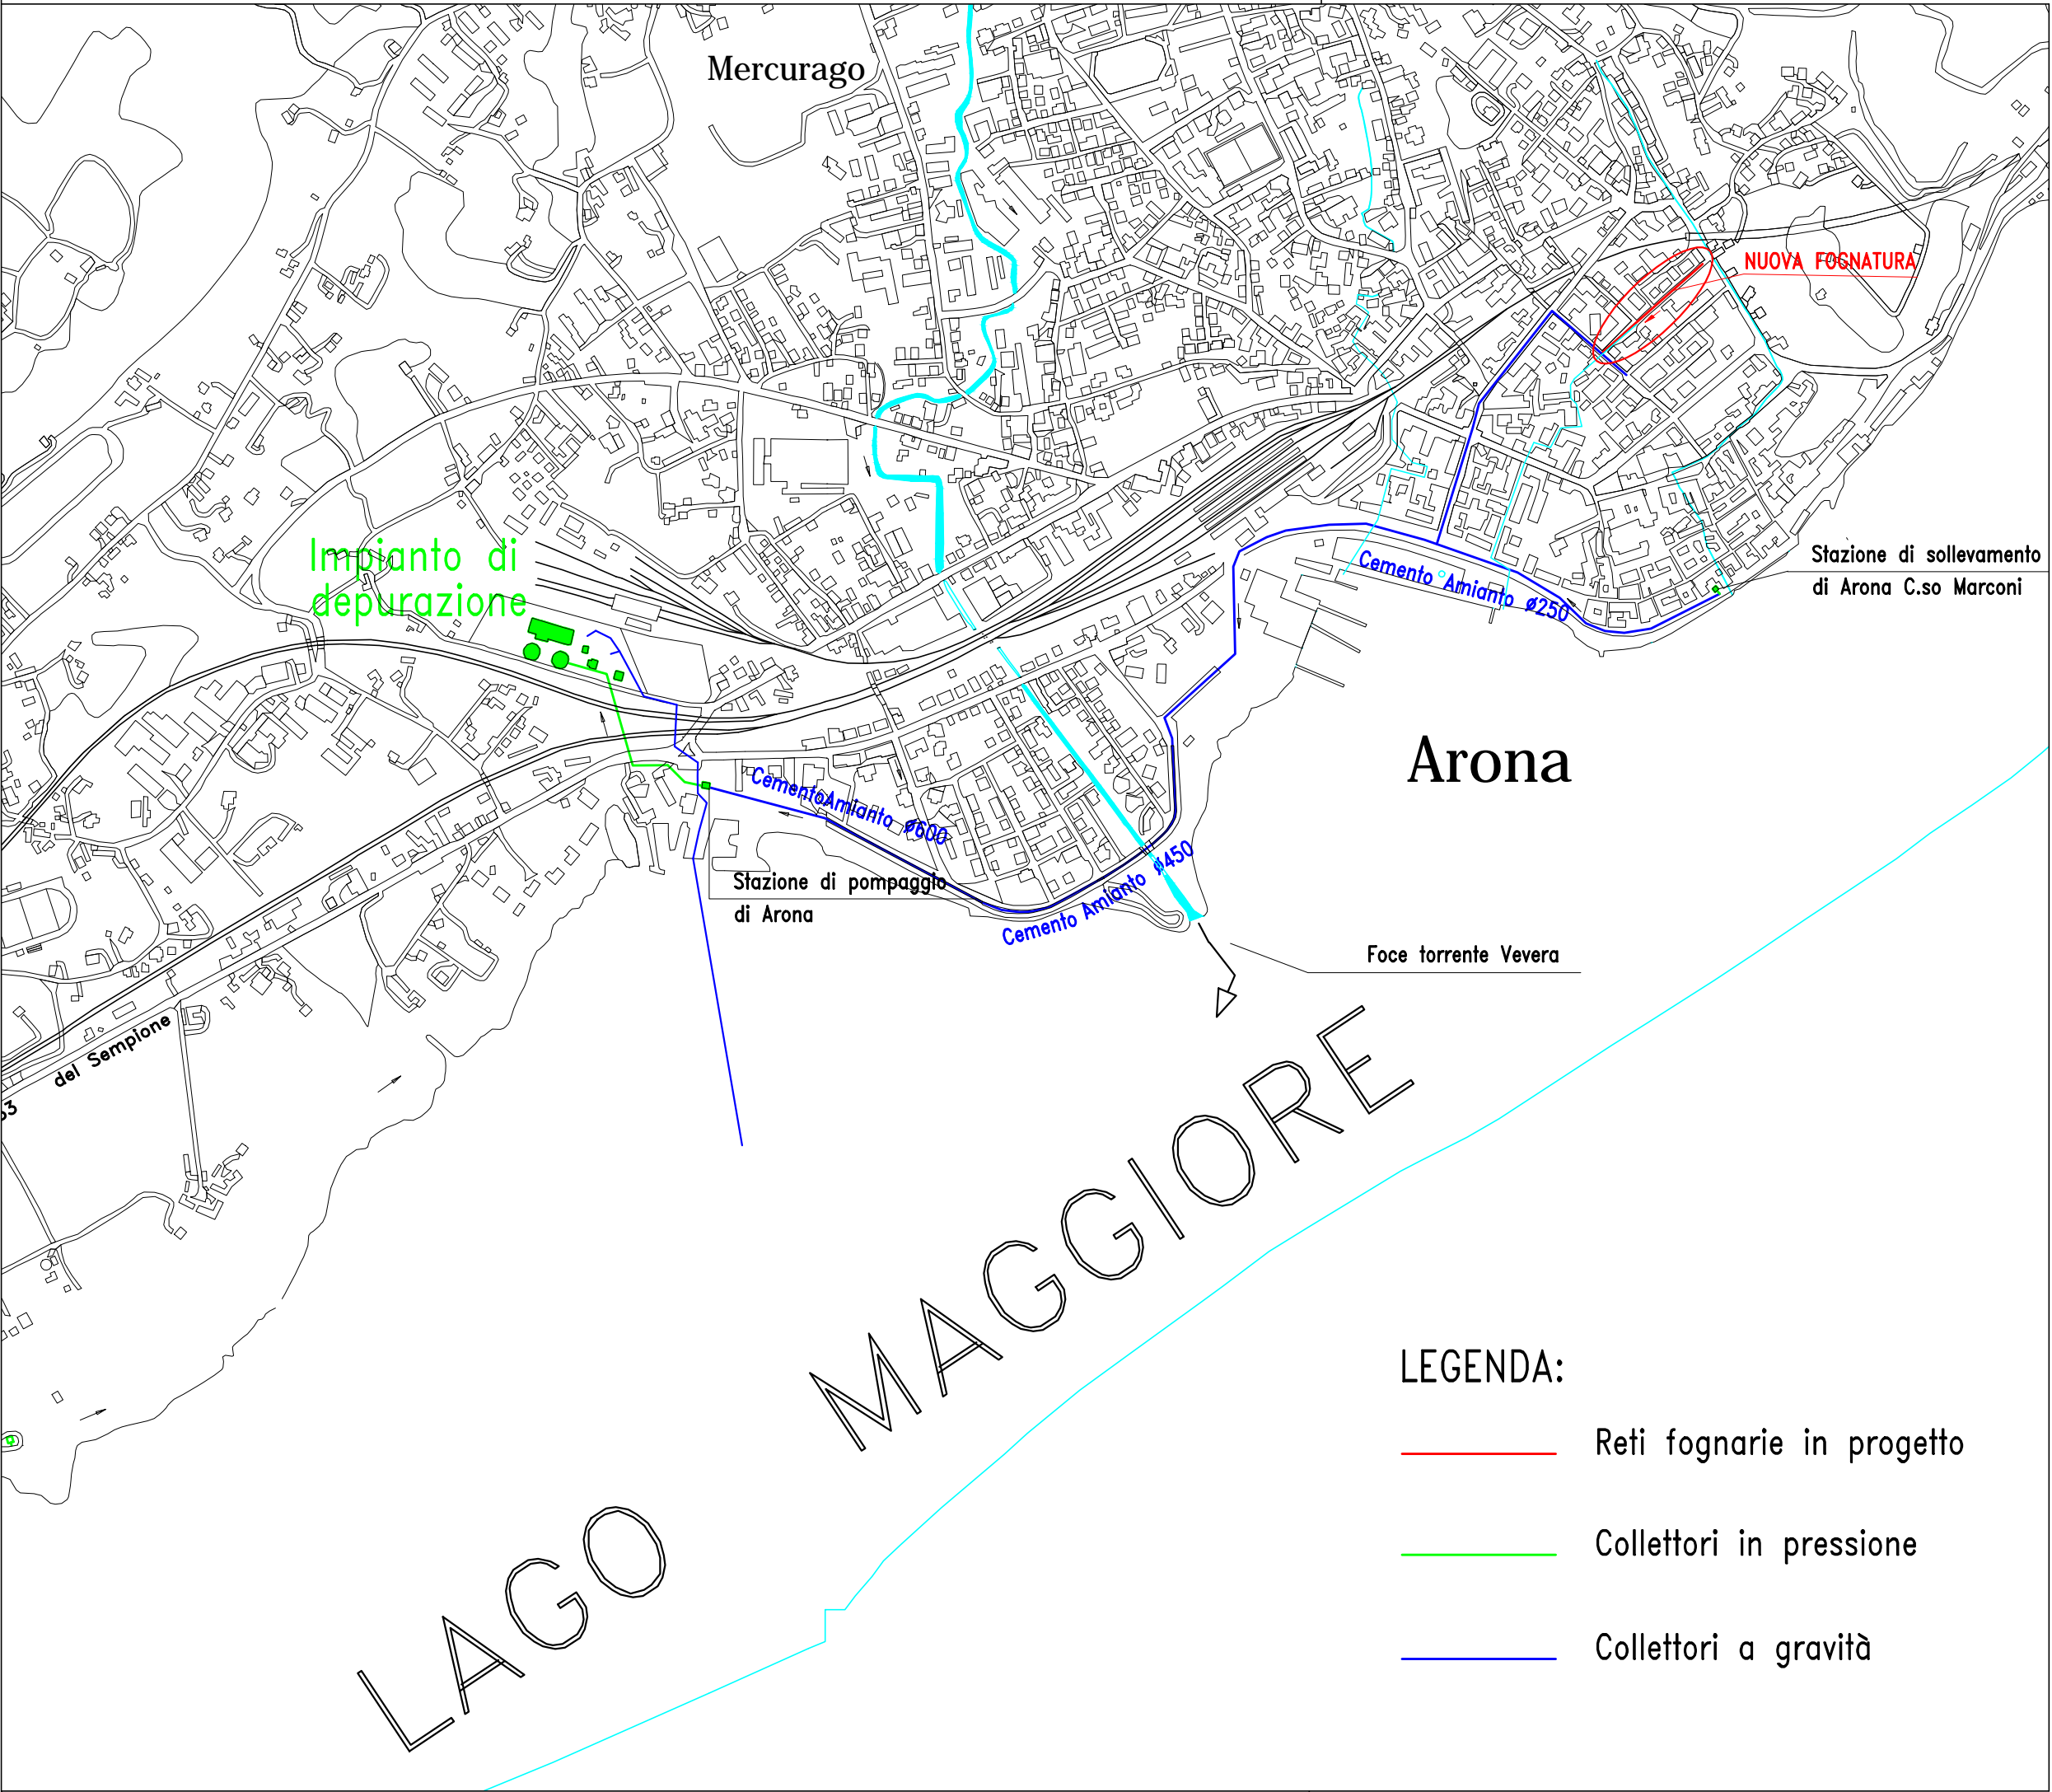 Mercurago
NUOVA FOGNATURA
Impianto di
depurazione
Stazione di sollevamento
di Arona C.so Marconi
Cemento Amianto ø250
Arona
CementoAmianto ø600
Cemento Amianto ø450
Stazione di pompaggio
di Arona
Foce torrente Vevera
del Sempione
LAGO MAGGIORE
LEGENDA:
Reti fognarie in progetto
Collettori in pressione
Collettori a gravità